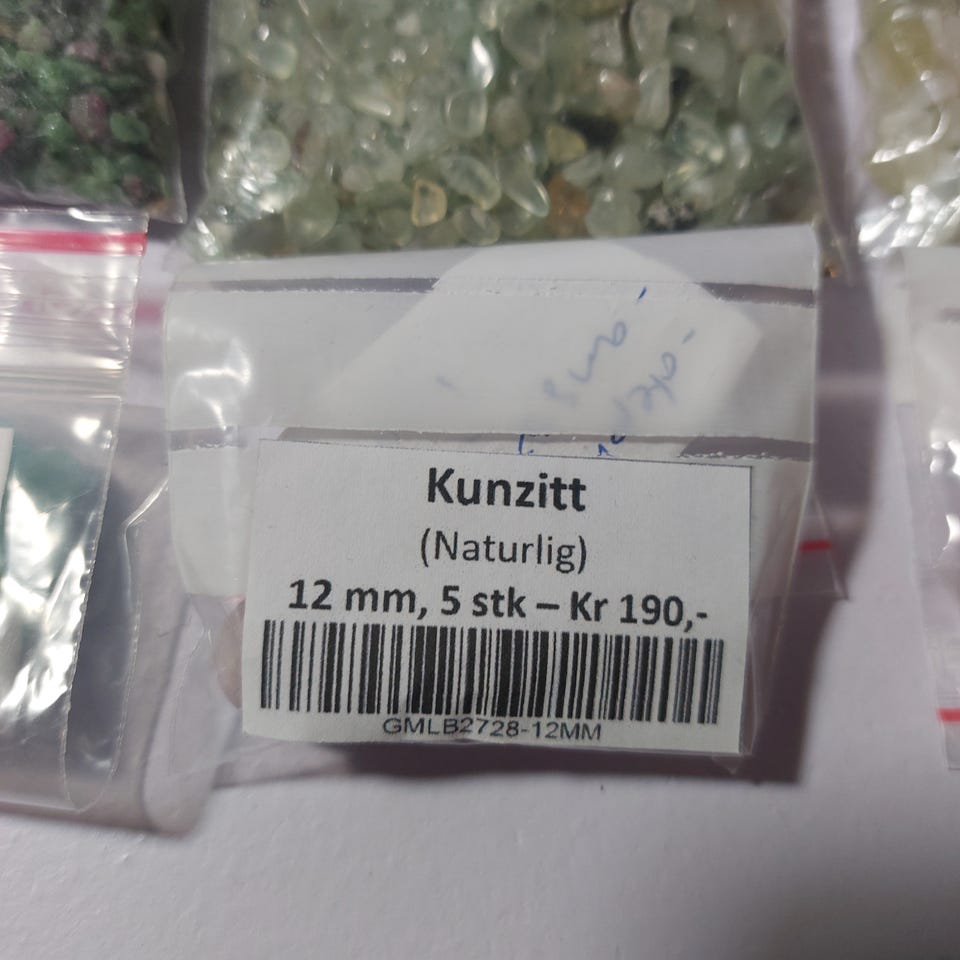 Kunzitt
(Naturlig)
12 mm, 5 stk – Kr 190,-
GMLB2728-12MM